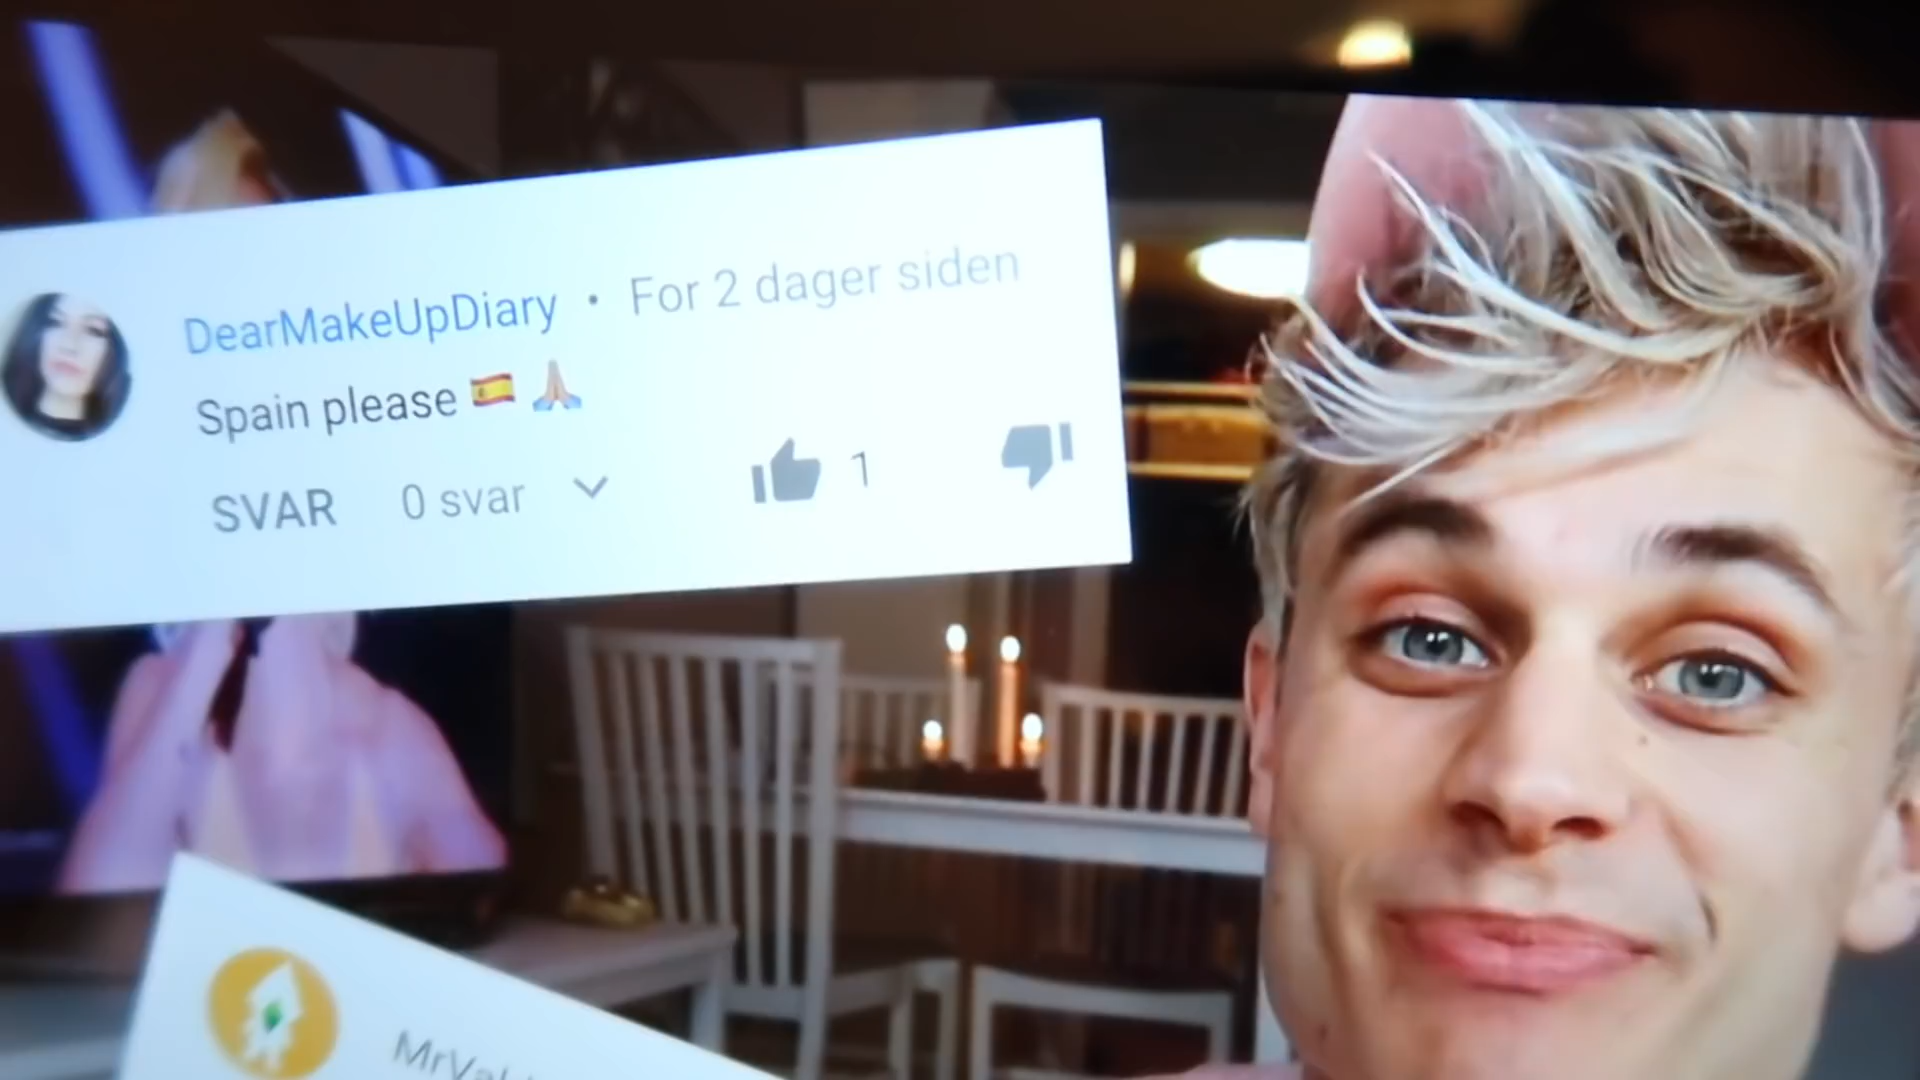 DearMakeUpDiary • For 2 dager siden
Spain please 🇪🇸 🙏🏼
SVAR 0 svar 1